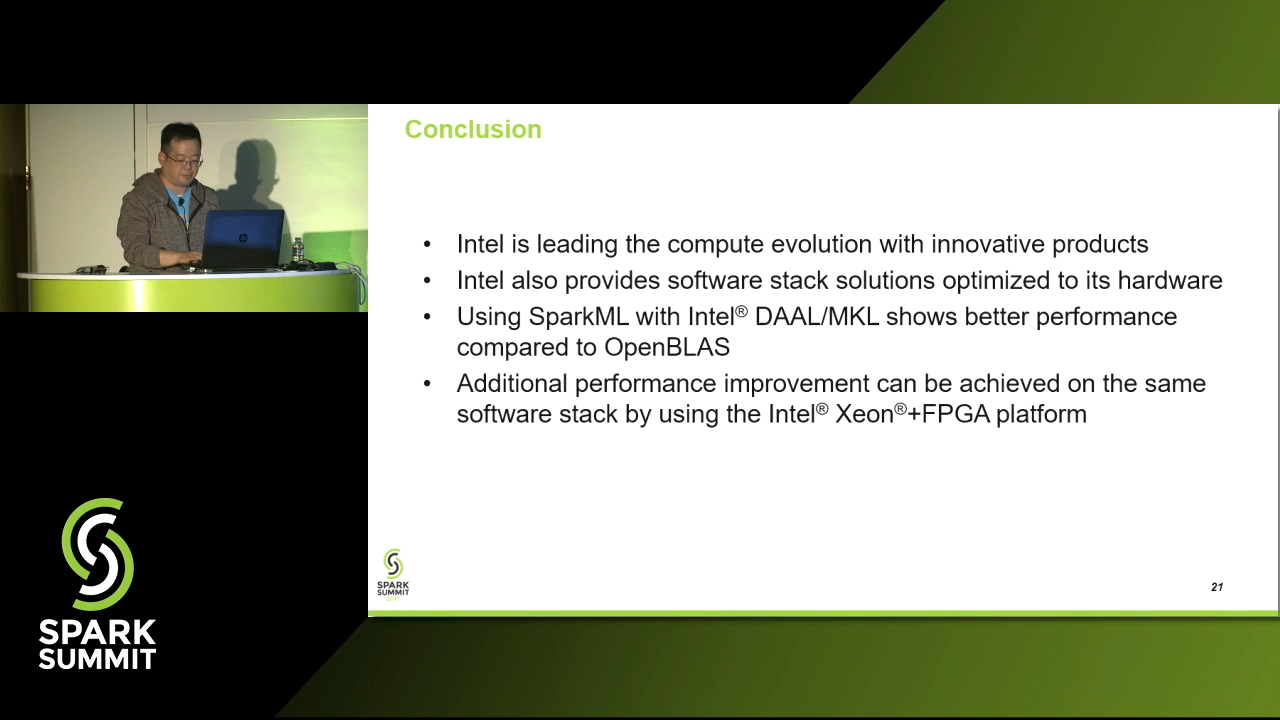 Conclusion
• Intel is leading the compute evolution with innovative products
• Intel also provides software stack solutions optimized to its hardware
• Using SparkML with Intel® DAAL/MKL shows better performance
compared to OpenBLAS
• Additional performance improvement can be achieved on the same
software stack by using the Intel® Xeon®+FPGA platform
SPARK
SUMMIT
21
hp
SPARK
SUMMIT